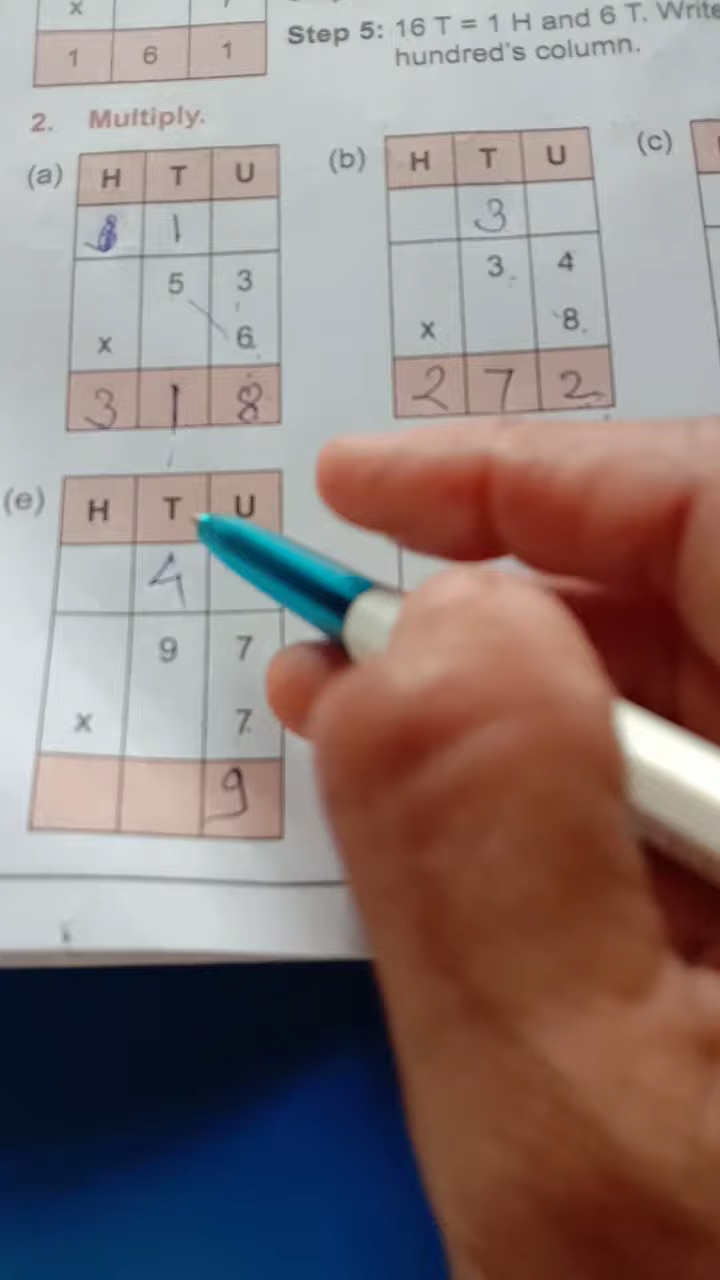 x
1 6 1
Step 5: 16 T = 1 H and 6 T. Write
hundred's column.
2. Multiply.
(a) H T U
1
5 3
x 6
3 1 8
(b) H T U
3
3 4
x 8
2 7 2
(c)
(e) H T U
4
9 7
x 7
9